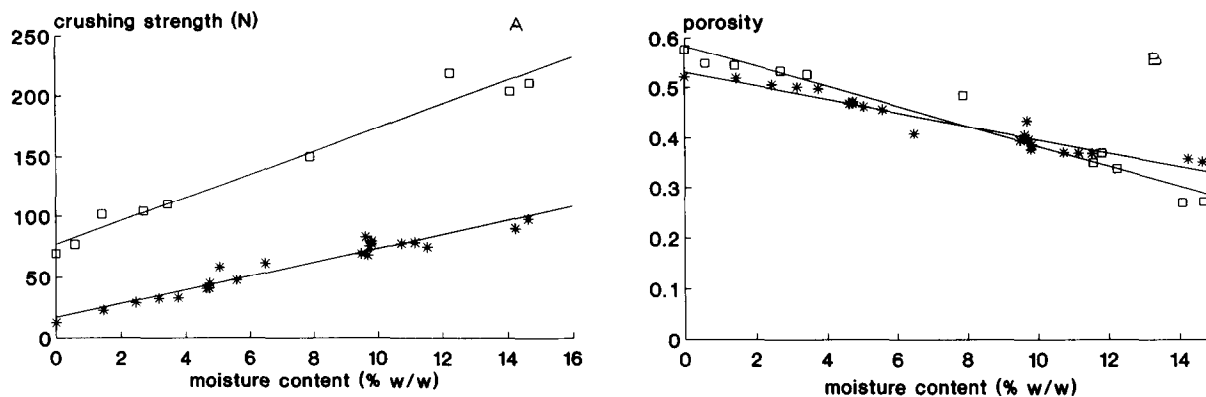 crushing strength (N)
A
250
200
150
100
50
0
0 2 4 6 8 10 12 14 16
moisture content (% w/w)
porosity
B
0.6
0.5
0.4
0.3
0.2
0.1
0
0 2 4 6 8 10 12 14
moisture content (% w/w)